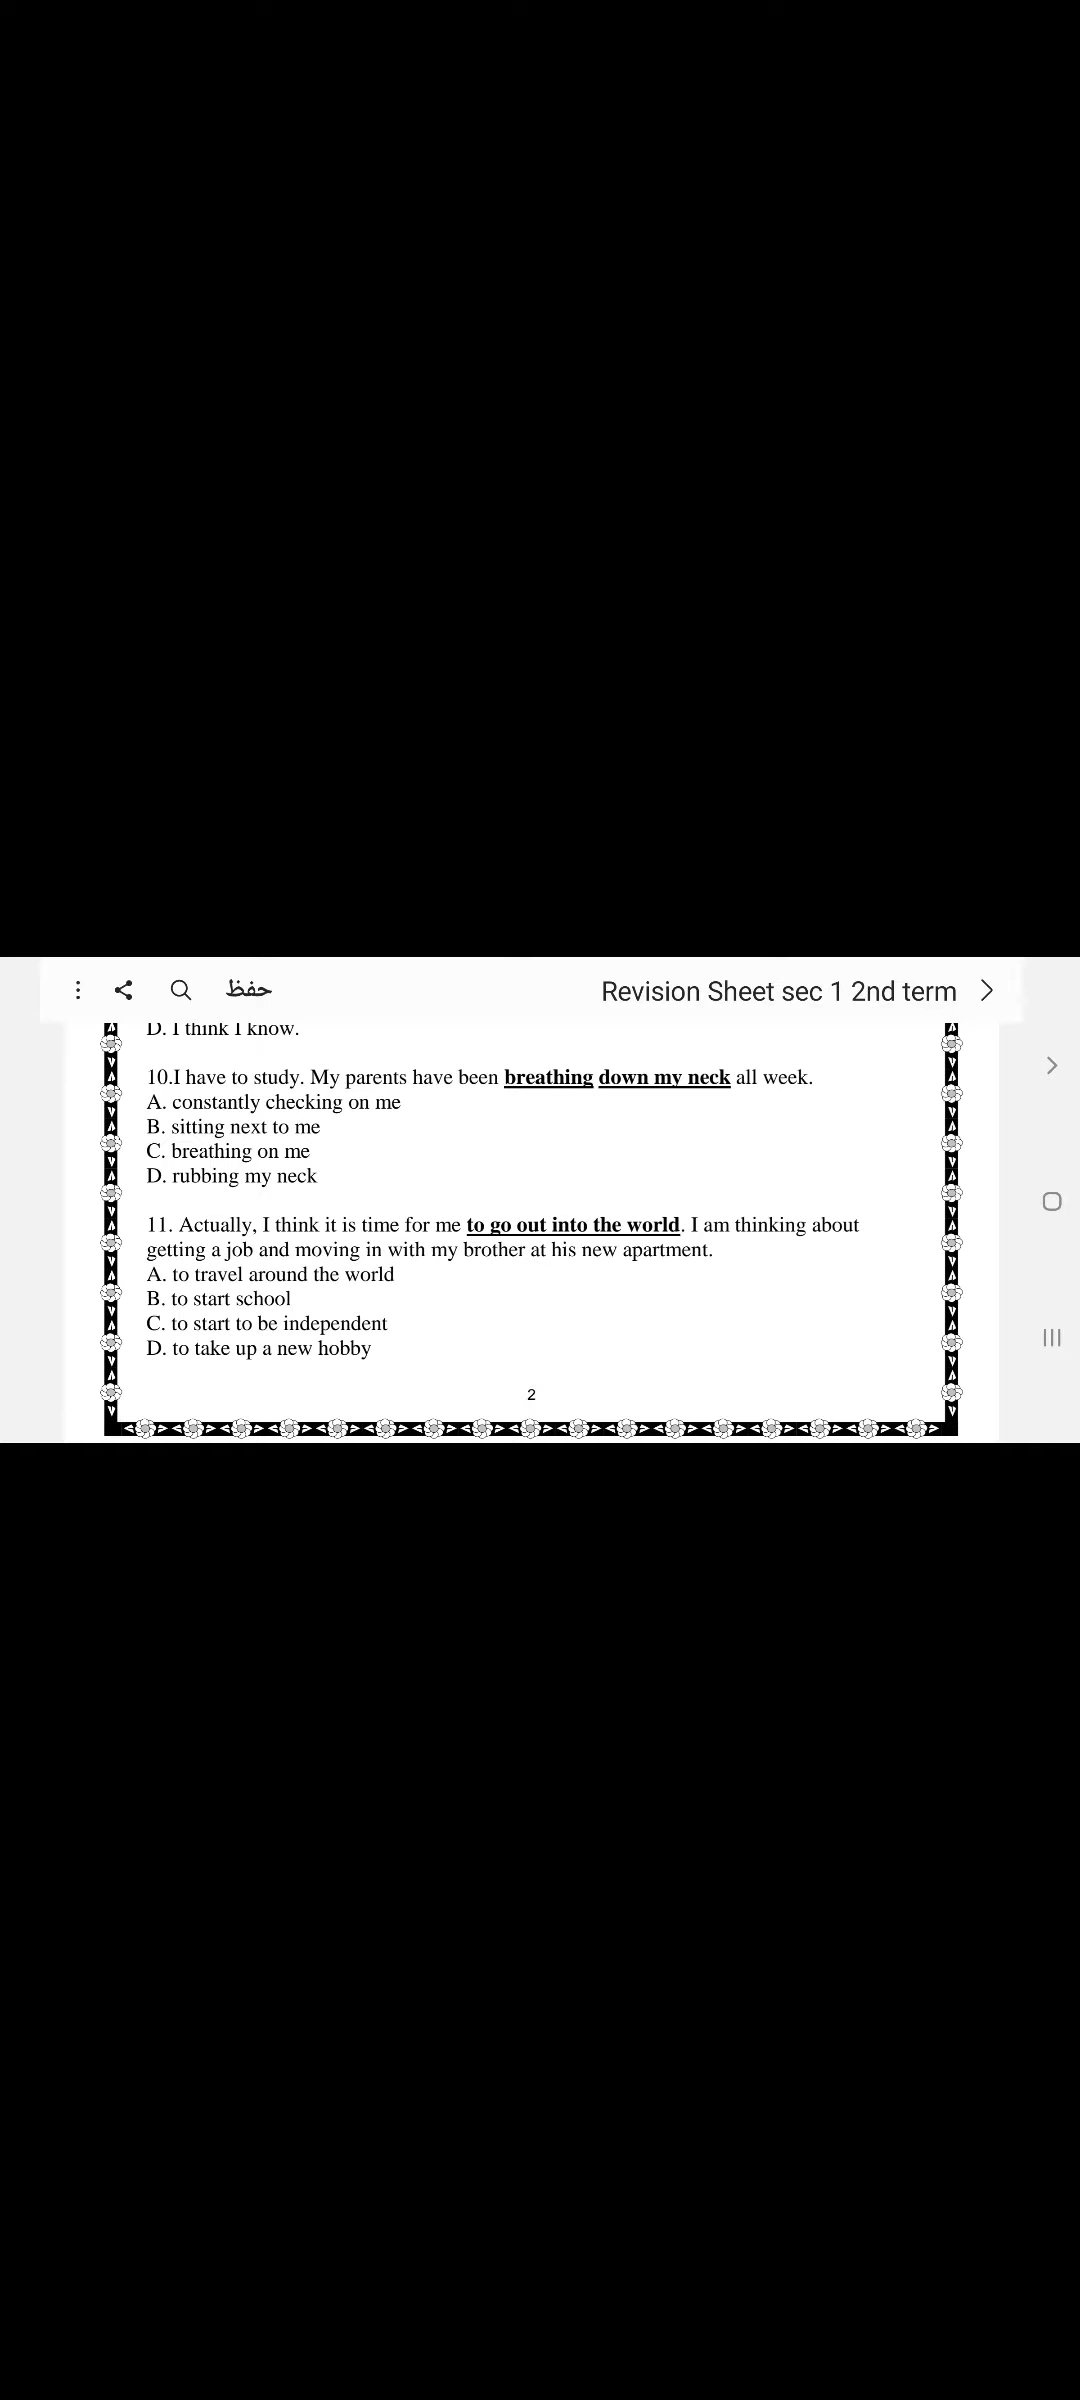 حفظ
Revision Sheet sec 1 2nd term
D. I think I know.
10.I have to study. My parents have been breathing down my neck all week.
A. constantly checking on me
B. sitting next to me
C. breathing on me
D. rubbing my neck
11. Actually, I think it is time for me to go out into the world. I am thinking about
getting a job and moving in with my brother at his new apartment.
A. to travel around the world
B. to start school
C. to start to be independent
D. to take up a new hobby
2